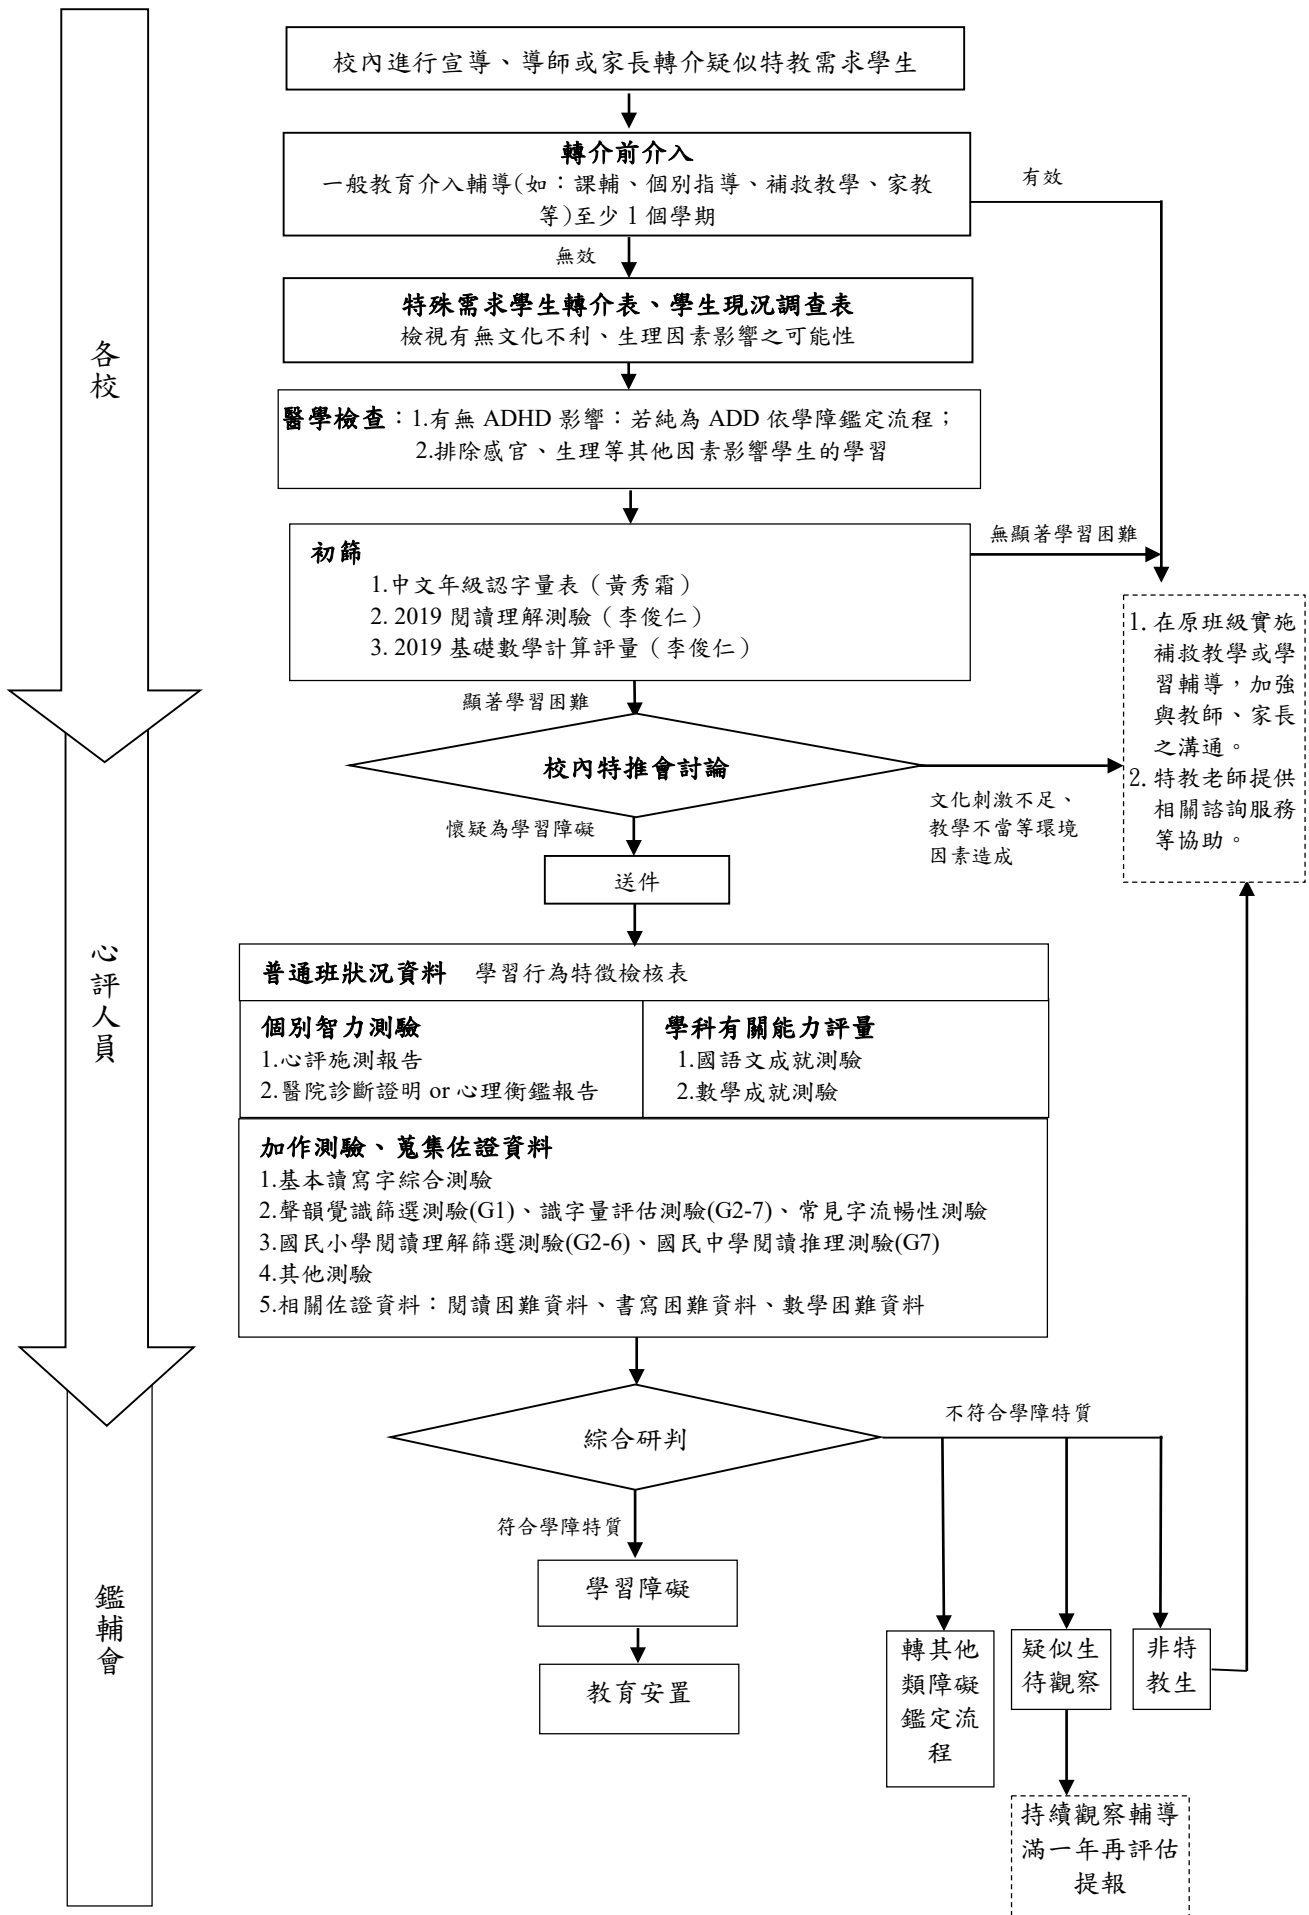 校內進行宣導、導師或家長轉介疑似特教需求學生
轉介前介入
一般教育介入輔導(如：課輔、個別指導、補救教學、家教
等)至少 1 個學期
有效
無效
特殊需求學生轉介表、學生現況調查表
檢視有無文化不利、生理因素影響之可能性
各校
醫學檢查：1.有無 ADHD 影響：若純為 ADD 依學障鑑定流程；
2.排除感官、生理等其他因素影響學生的學習
初篩
1.中文年級認字量表（黃秀霜）
2. 2019 閱讀理解測驗（李俊仁）
3. 2019 基礎數學計算評量（李俊仁）
無顯著學習困難
顯著學習困難
1. 在原班級實施
補救教學或學
習輔導，加強
與教師、家長
之溝通。
2. 特教老師提供
相關諮詢服務
等協助。
校內特推會討論
懷疑為學習障礙
文化刺激不足、
教學不當等環境
因素造成
送件
心評人員
普通班狀況資料 學習行為特徵檢核表
個別智力測驗
1.心評施測報告
2.醫院診斷證明 or 心理衡鑑報告
學科有關能力評量
1.國語文成就測驗
2.數學成就測驗
加作測驗、蒐集佐證資料
1.基本讀寫字綜合測驗
2.聲韻覺識篩選測驗(G1)、識字量評估測驗(G2-7)、常見字流暢性測驗
3.國民小學閱讀理解篩選測驗(G2-6)、國民中學閱讀推理測驗(G7)
4.其他測驗
5.相關佐證資料：閱讀困難資料、書寫困難資料、數學困難資料
綜合研判
不符合學障特質
符合學障特質
鑑輔會
學習障礙
教育安置
轉其他
類障礙
鑑定流
程
疑似生
待觀察
非特
教生
持續觀察輔導
滿一年再評估
提報